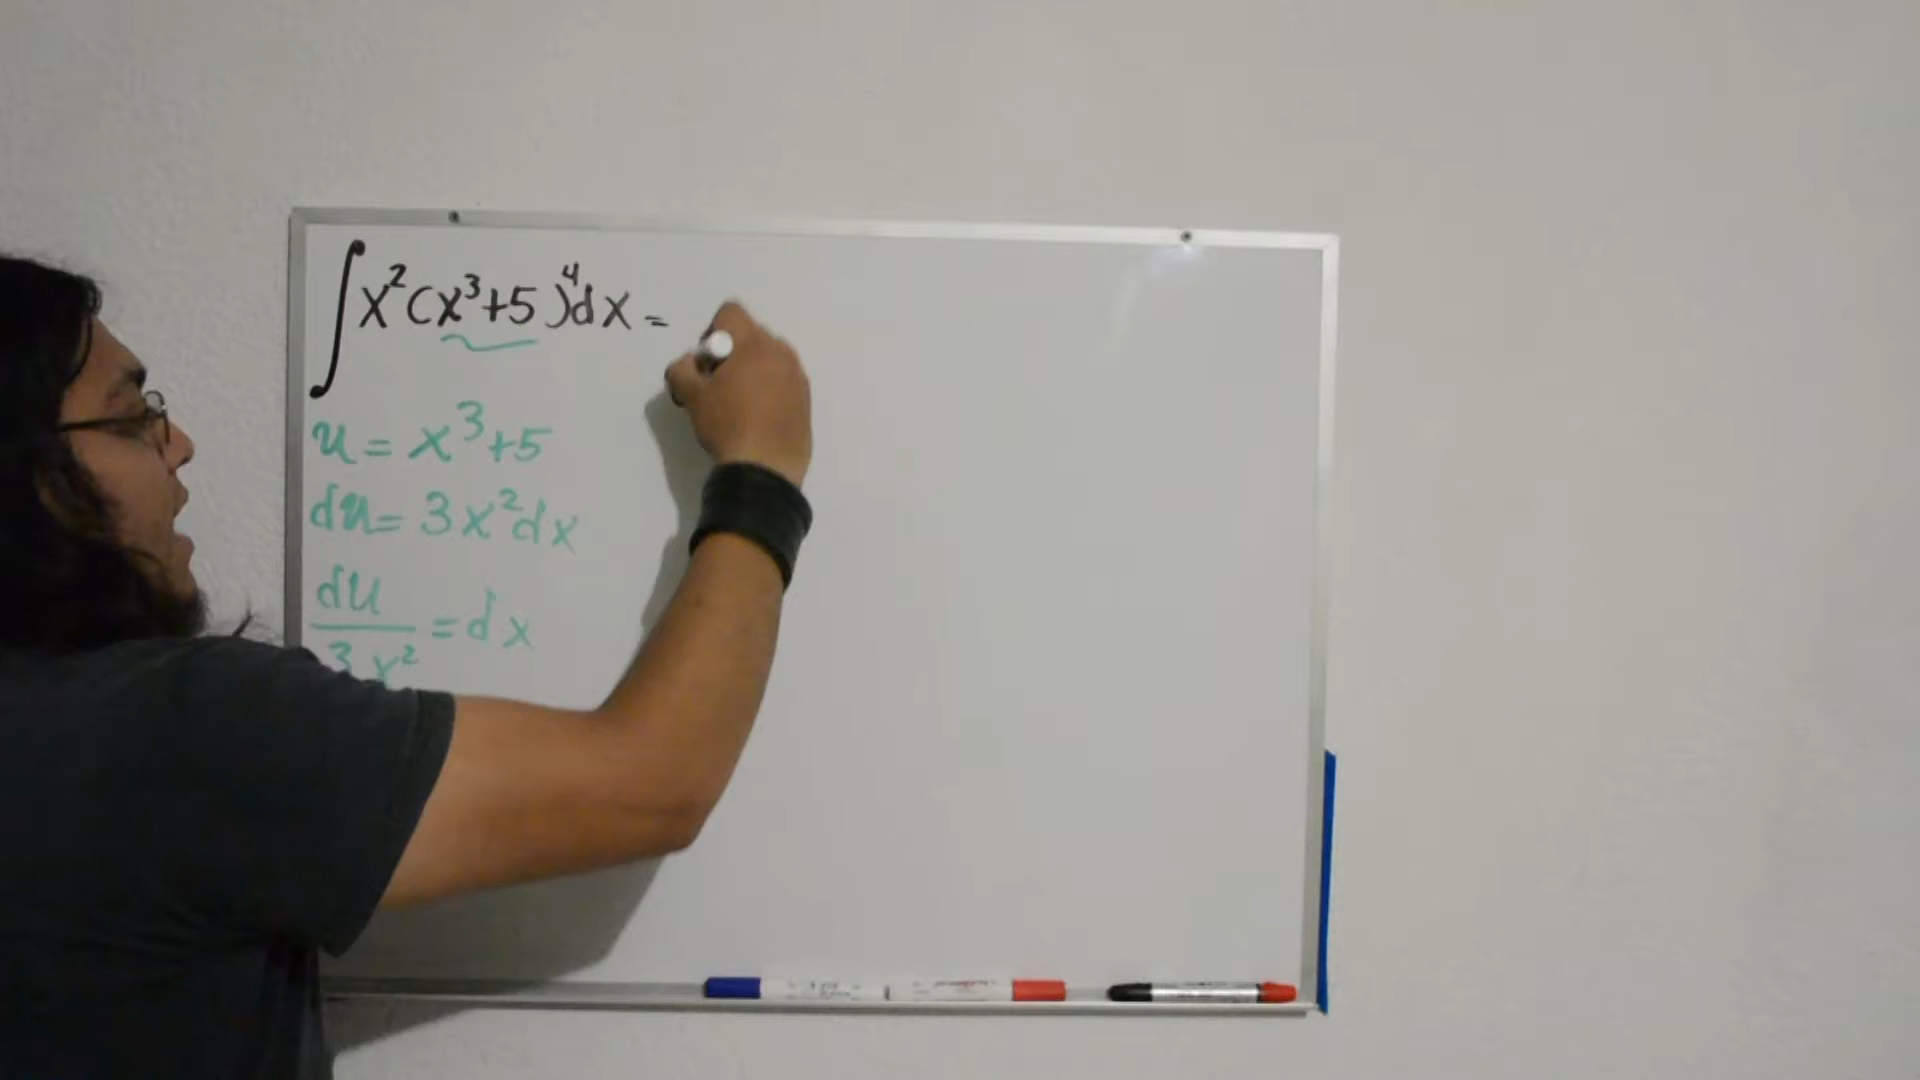 ∫x²(x³+5)⁴dx =
u = x³+5
du = 3x²dx
du/3x² = dx